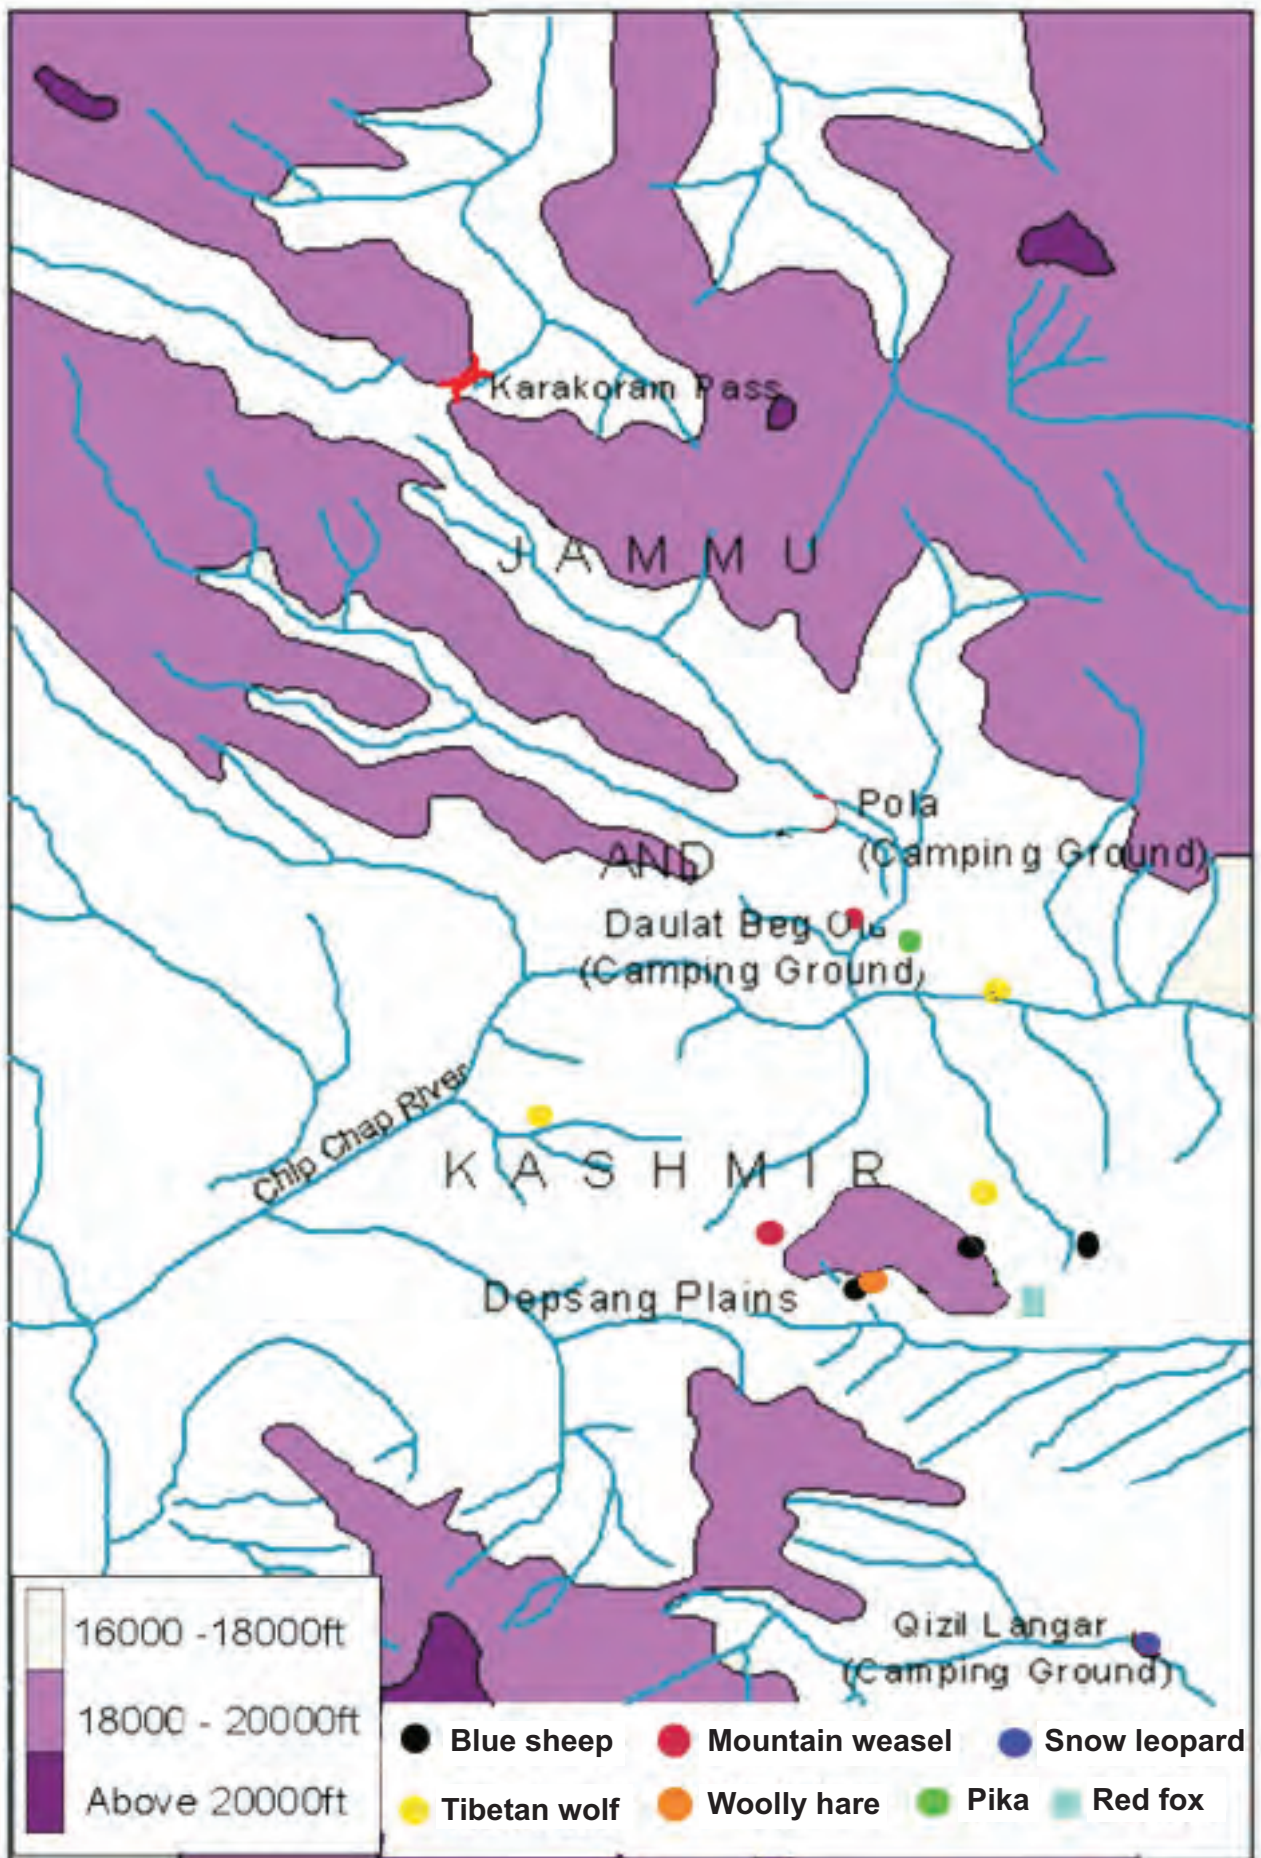 Karakoram Pass
JAMMU
Pola
(Camping Ground)
AND
Daulat Beg Old
(Camping Ground)
Chip Chap River
KASHMIR
Depsang Plains
Qizil Langar
(Camping Ground)
16000 -18000ft
18000 - 20000ft
Above 20000ft
Blue sheep
Mountain weasel
Snow leopard
Tibetan wolf
Woolly hare
Pika
Red fox